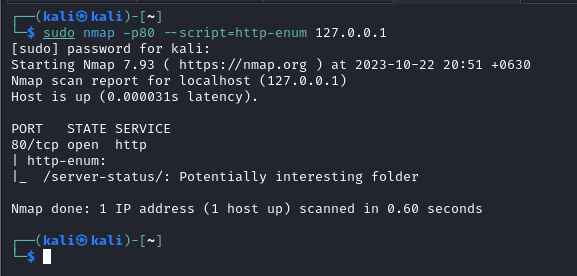 ┌──(kali㉿kali)-[~]
└─$ sudo nmap -p80 --script=http-enum 127.0.0.1
[sudo] password for kali:
Starting Nmap 7.93 ( https://nmap.org ) at 2023-10-22 20:51 +0630
Nmap scan report for localhost (127.0.0.1)
Host is up (0.000031s latency).

PORT   STATE SERVICE
80/tcp open  http
| http-enum:
|_  /server-status/: Potentially interesting folder

Nmap done: 1 IP address (1 host up) scanned in 0.60 seconds

┌──(kali㉿kali)-[~]
└─$